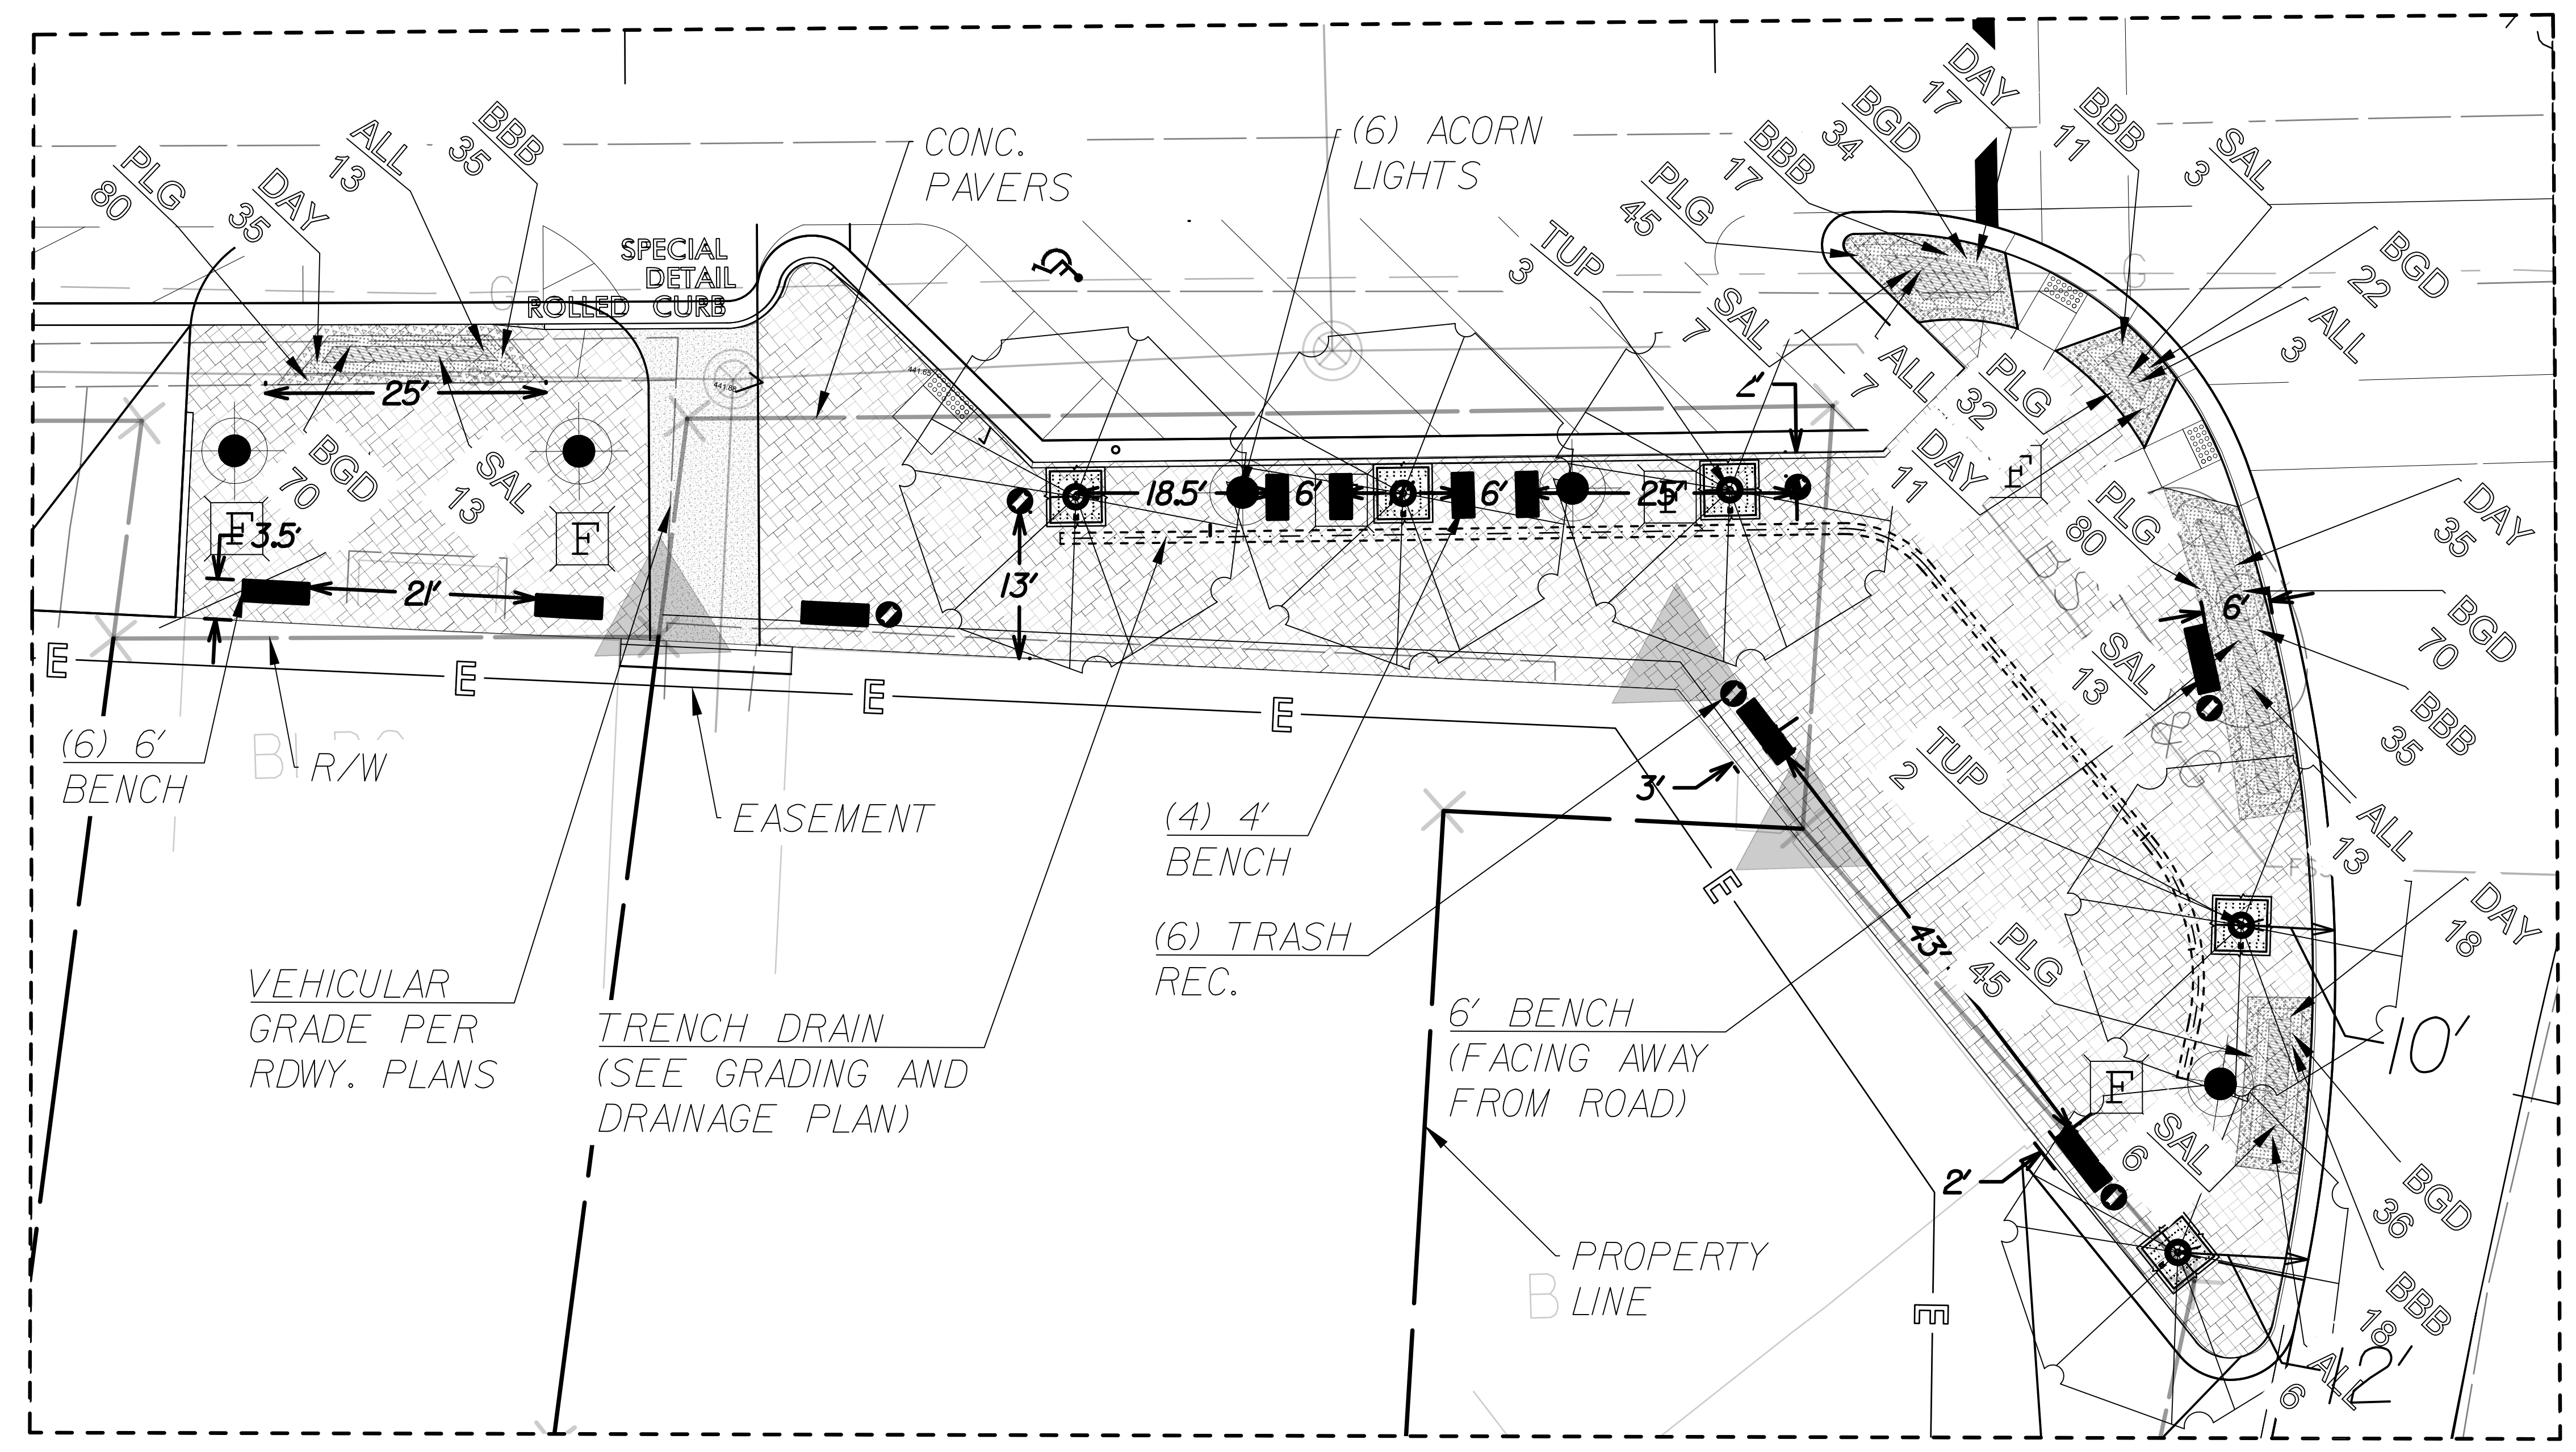 PLG
80
DAY
35
ALL
13
BBB
35
CONC.
PAVERS
(6) ACORN
LIGHTS
TUP
3
PLG
45
BBB
17
BGD
34
DAY
17
BBB
11
SAL
3
BGD
22
ALL
3
SPECIAL
DETAIL
ROLLED CURB
SAL
7
ALL
7
PLG
32
DAY
11
2'
25'
BGD
70
SAL
13
F
3.5'
F
21'
441.88
441.65
18.5'
6'
6'
25'
F
F
13'
PLG
80
DAY
35
6'
BGD
70
SAL
13
BBB
35
ALL
13
E
E
E
E
(6) 6'
BENCH
R/W
EASEMENT
(4) 4'
BENCH
3'
TUP
2
E
(6) TRASH
REC.
43'
PLG
45
DAY
18
VEHICULAR
GRADE PER
RDWY. PLANS
TRENCH DRAIN
(SEE GRADING AND
DRAINAGE PLAN)
6' BENCH
(FACING AWAY
FROM ROAD)
10'
F
SAL
6
2'
BGD
36
PROPERTY
LINE
B
E
BBB
18
ALL
6
12'